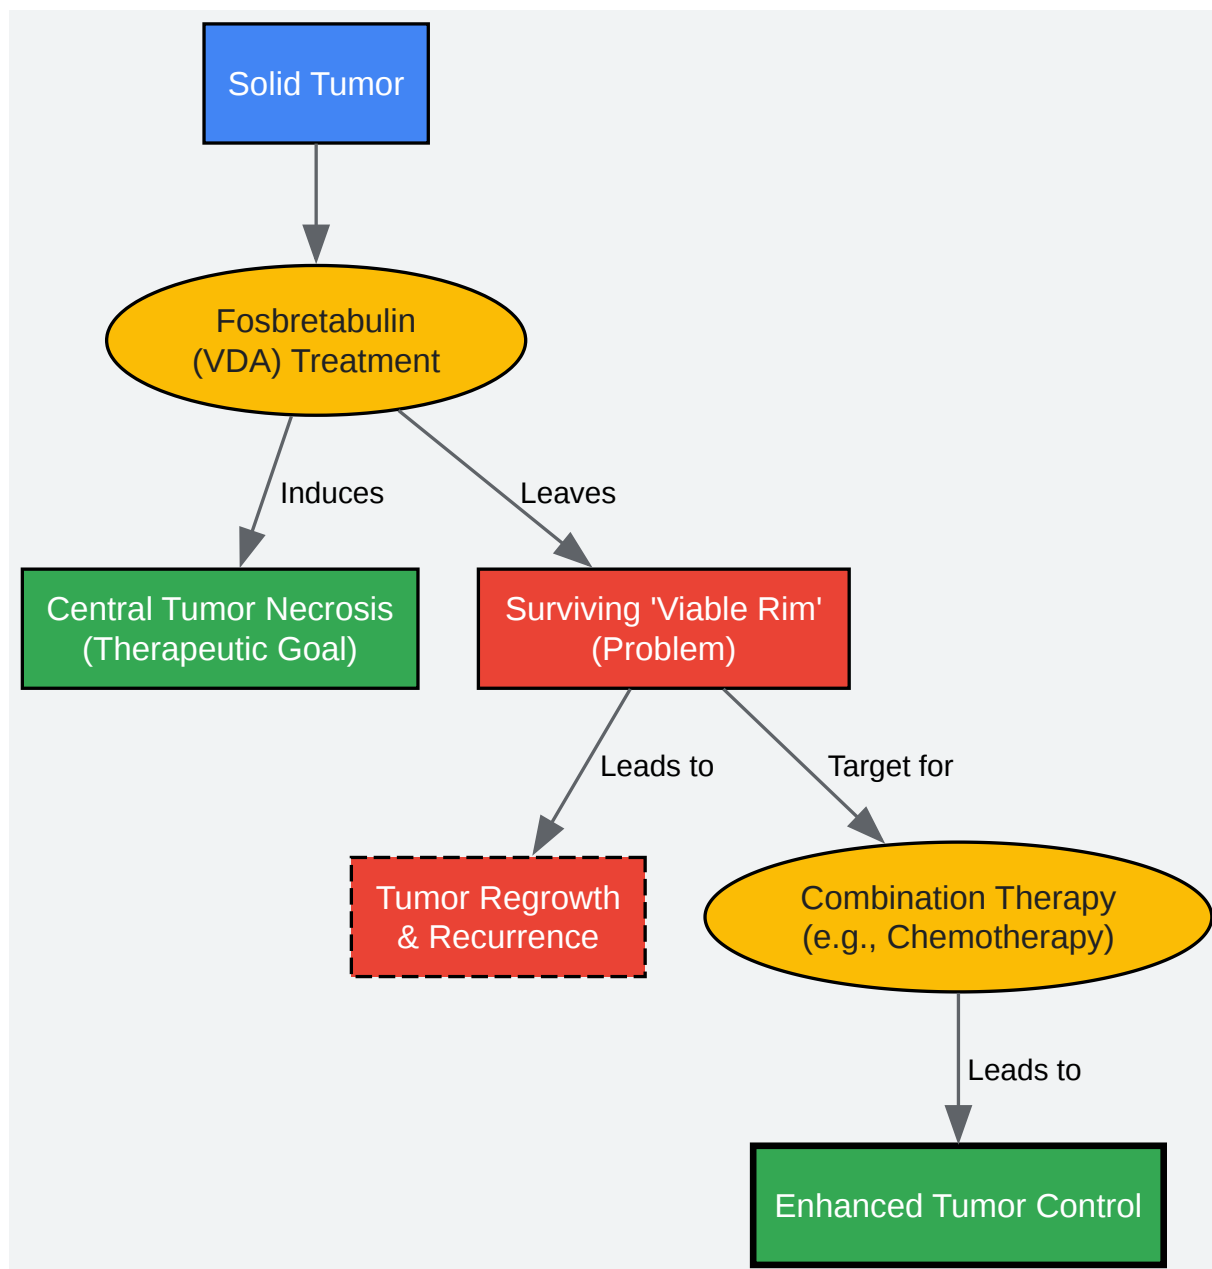 Solid Tumor
Fosbretabulin
(VDA) Treatment
Induces
Leaves
Central Tumor Necrosis
(Therapeutic Goal)
Surviving 'Viable Rim'
(Problem)
Leads to
Target for
Tumor Regrowth
& Recurrence
Combination Therapy
(e.g., Chemotherapy)
Leads to
Enhanced Tumor Control